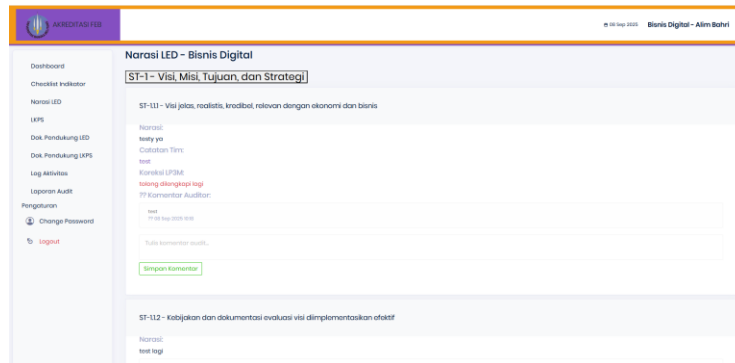 AKREDITASI FEB
08 Sep 2025 Bisnis Digital - Alim Bahri
Dashboard
Checklist Indikator
Narasi LED
LKPS
Dok. Pendukung LED
Dok. Pendukung LKPS
Log Aktivitas
Laporan Audit
Pengaturan
Change Password
Logout
Narasi LED - Bisnis Digital
ST-1 - Visi, Misi, Tujuan, dan Strategi
ST-1.1.1 - Visi jelas, realistis, kredibel, relevan dengan ekonomi dan bisnis
Narasi:
testy ya
Catatan Tim:
test
Koreksi LP3M:
tolong dilengkapi lagi
?? Komentar Auditor:
test
?? 08 Sep 2025
Tulis komentar audit...
Simpan Komentar
ST-1.1.2 - Kebijakan dan dokumentasi evaluasi visi diimplementasikan efektif
Narasi:
test lagi